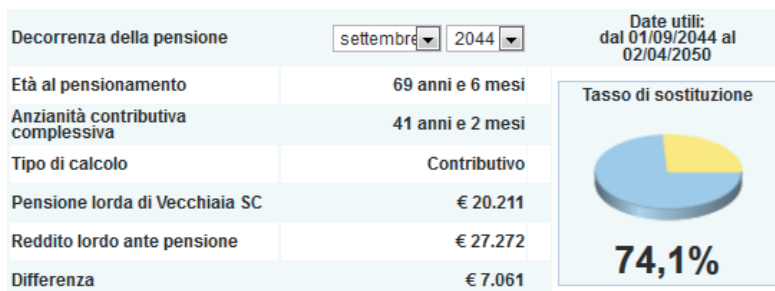 Decorrenza della pensione
settembre 2044
Date utili:
dal 01/09/2044 al
02/04/2050
Età al pensionamento
69 anni e 6 mesi
Anzianità contributiva
complessiva
41 anni e 2 mesi
Tipo di calcolo
Contributivo
Pensione lorda di Vecchiaia SC
€ 20.211
Reddito lordo ante pensione
€ 27.272
Differenza
€ 7.061
Tasso di sostituzione
74,1%